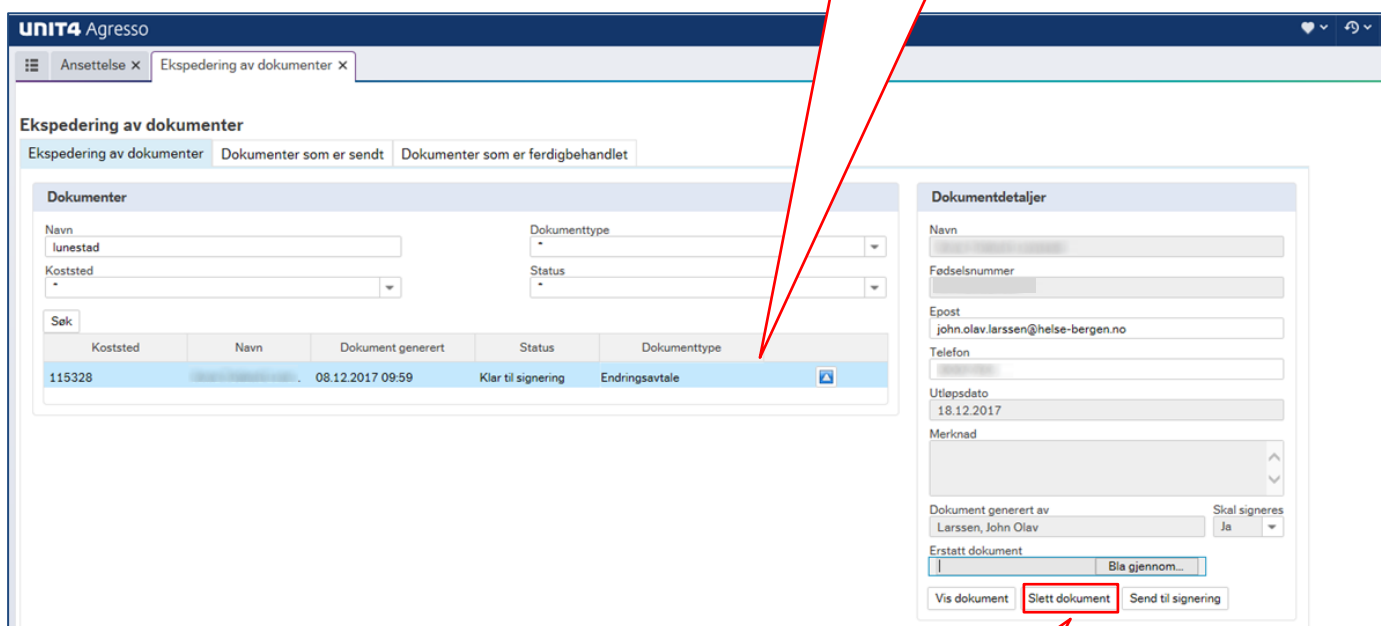 UNIT4 Agresso
Ansettelse ×
Ekspedering av dokumenter ×
Ekspedering av dokumenter
Ekspedering av dokumenter
Dokumenter som er sendt
Dokumenter som er ferdigbehandlet
Dokumenter
Navn
Dokumenttype
lunestad
*
Koststed
Status
*
*
Søk
Koststed
Navn
Dokument generert
Status
Dokumenttype
115328
08.12.2017 09:59
Klar til signering
Endringsavtale
Dokumentdetaljer
Navn
Fødselsnummer
Epost
john.olav.larssen@helse-bergen.no
Telefon
Utløpsdato
18.12.2017
Merknad
Dokument generert av
Skal signeres
Larssen, John Olav
Ja
Erstatt dokument
Bla gjennom...
Vis dokument
Slett dokument
Send til signering